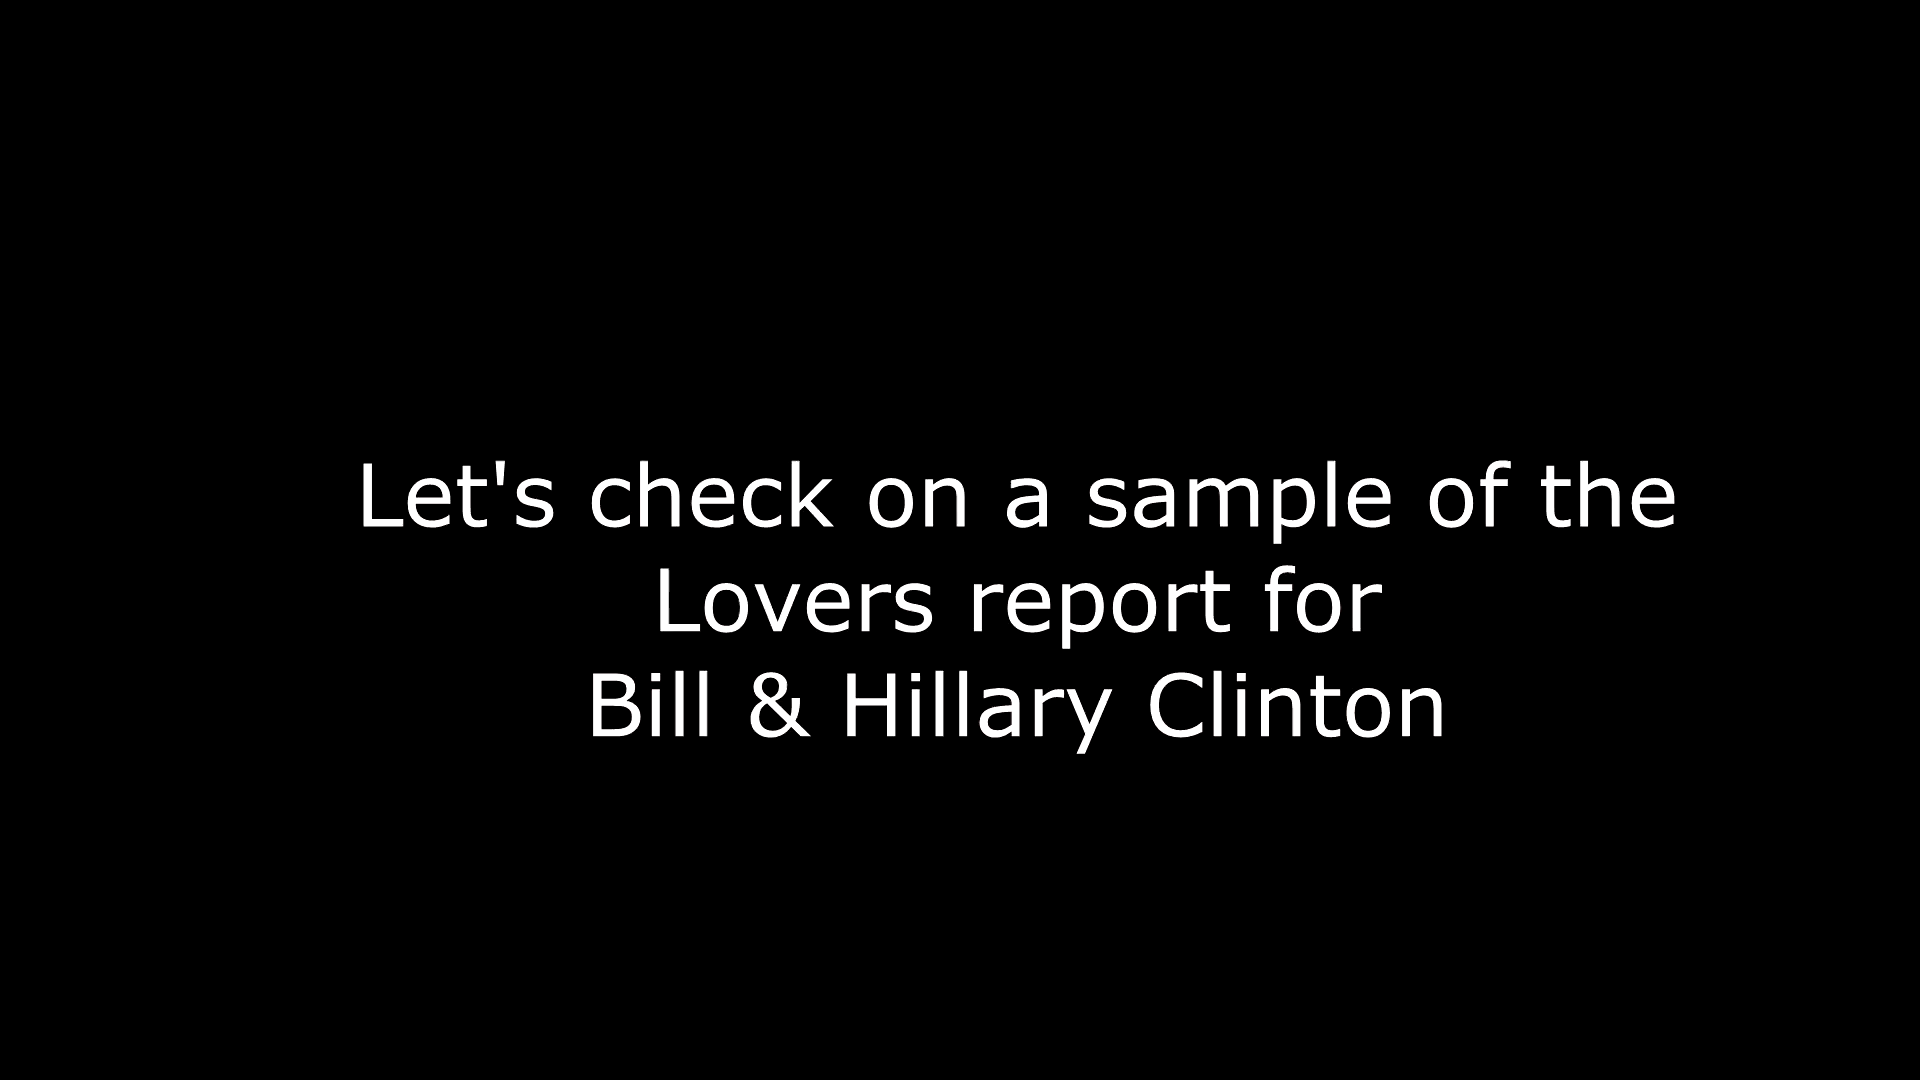 Let's check on a sample of the
Lovers report for
Bill & Hillary Clinton